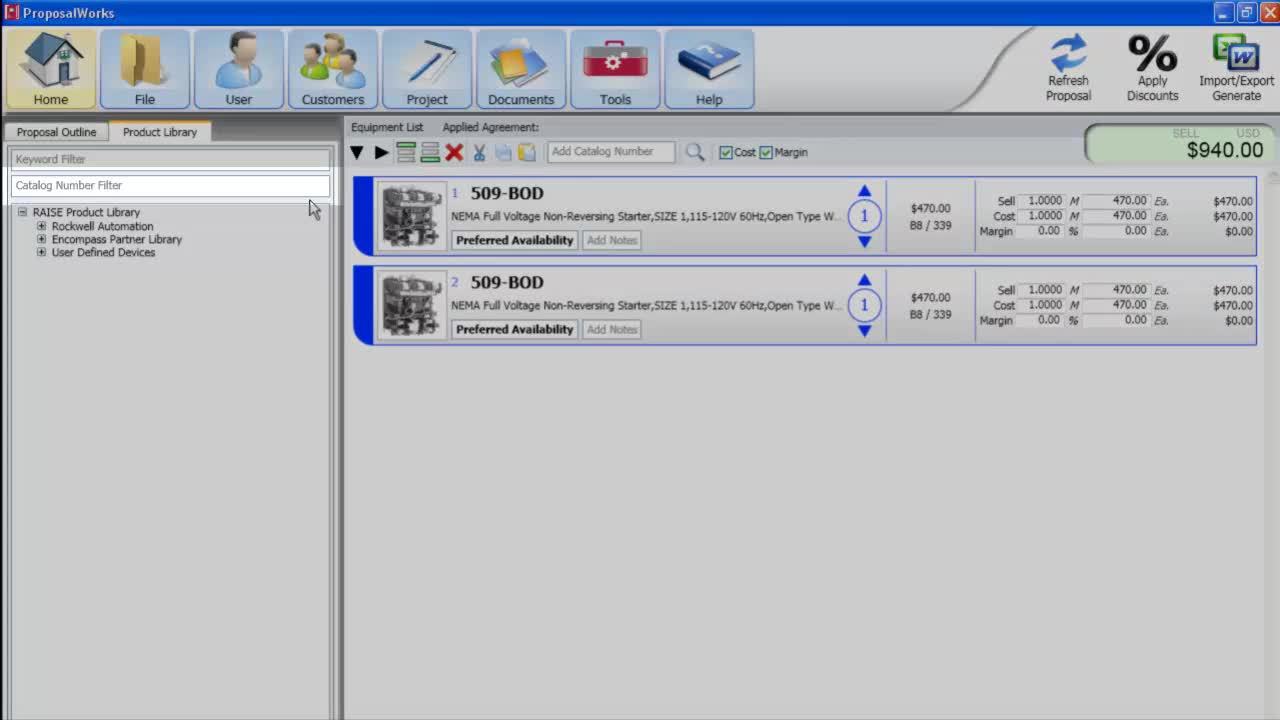 ProposalWorks
Home File User Customers Project Documents Tools Help
Refresh Proposal
Apply Discounts
Import/Export Generate
Proposal Outline Product Library
Keyword Filter
Catalog Number Filter
RAISE Product Library
Rockwell Automation
Encompass Partner Library
User Defined Devices
Equipment List Applied Agreement:
Add Catalog Number Cost Margin
SELL USD
$940.00
1 509-BOD
NEMA Full Voltage Non-Reversing Starter,SIZE 1,115-120V 60Hz,Open Type W...
Preferred Availability Add Notes
1
$470.00
B8 / 339
Sell 1.0000 M 470.00 Ea. $470.00
Cost 1.0000 M 470.00 Ea. $470.00
Margin 0.00 % 0.00 Ea. $0.00
2 509-BOD
NEMA Full Voltage Non-Reversing Starter,SIZE 1,115-120V 60Hz,Open Type W...
Preferred Availability Add Notes
1
$470.00
B8 / 339
Sell 1.0000 M 470.00 Ea. $470.00
Cost 1.0000 M 470.00 Ea. $470.00
Margin 0.00 % 0.00 Ea. $0.00